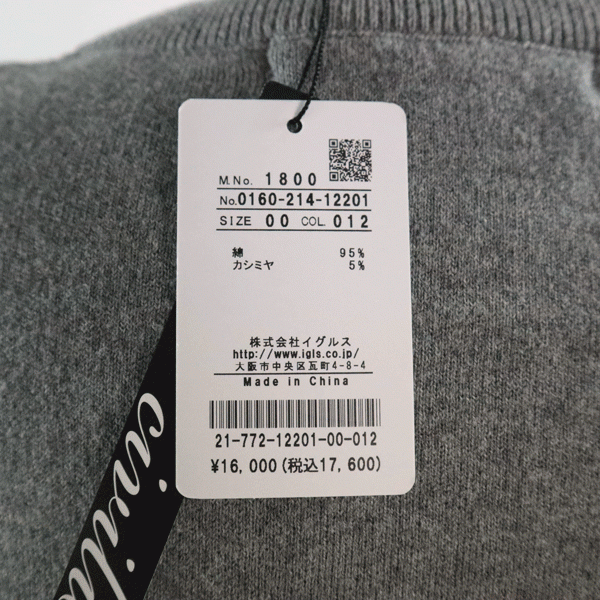 M.No. 1800
No.0160-214-12201
SIZE 00 COL 012
綿 95%
カシミヤ 5%
株式会社イグルス
http://www.igls.co.jp/
大阪市中央区瓦町4-8-4
Made in China
21-772-12201-00-012
¥16,000(税込17,600)